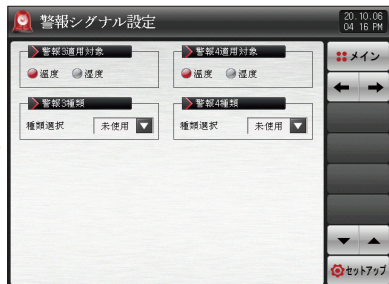 警報シグナル設定
20.10.06
04 16 PM
警報3適用対象
温度 湿度
警報4適用対象
温度 湿度
警報3種類
種類選択 未使用
警報4種類
種類選択 未使用
メイン
セットアップ